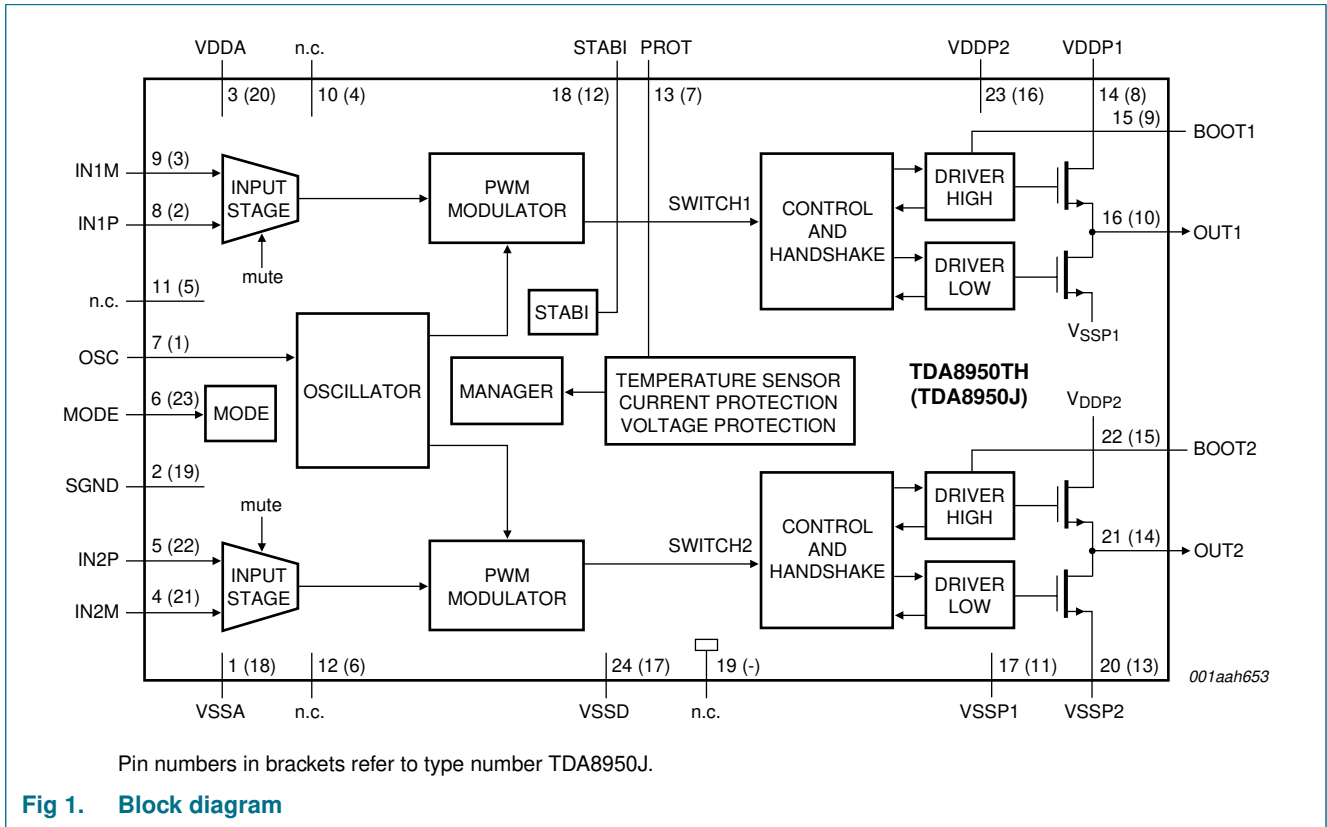 VDDA
n.c.
STABI PROT
VDDP2
VDDP1
3 (20)
10 (4)
18 (12)
13 (7)
23 (16)
14 (8)
15 (9)
BOOT1
IN1M
9 (3)
INPUT
STAGE
PWM
MODULATOR
SWITCH1
CONTROL
AND
HANDSHAKE
DRIVER
HIGH
IN1P
8 (2)
16 (10)
OUT1
mute
DRIVER
LOW
n.c.
11 (5)
STABI
VSSP1
OSC
7 (1)
OSCILLATOR
MANAGER
TEMPERATURE SENSOR
CURRENT PROTECTION
VOLTAGE PROTECTION
TDA8950TH
(TDA8950J)
MODE
6 (23)
MODE
VDDP2
22 (15)
BOOT2
SGND
2 (19)
mute
DRIVER
HIGH
IN2P
5 (22)
INPUT
STAGE
PWM
MODULATOR
SWITCH2
CONTROL
AND
HANDSHAKE
21 (14)
OUT2
IN2M
4 (21)
DRIVER
LOW
1 (18)
12 (6)
24 (17)
19 (-)
17 (11)
20 (13)
001aah653
VSSA
n.c.
VSSD
n.c.
VSSP1
VSSP2
Pin numbers in brackets refer to type number TDA8950J.
Fig 1. Block diagram